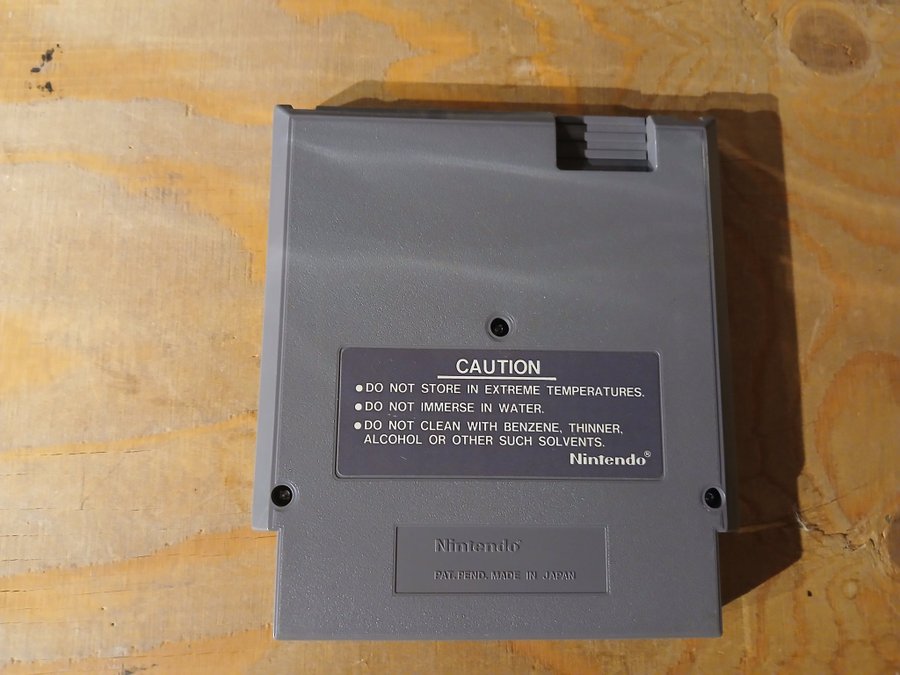 CAUTION
●DO NOT STORE IN EXTREME TEMPERATURES.
●DO NOT IMMERSE IN WATER.
●DO NOT CLEAN WITH BENZENE, THINNER,
ALCOHOL OR OTHER SUCH SOLVENTS.
Nintendo®
Nintendo®
PAT. PEND. MADE IN JAPAN